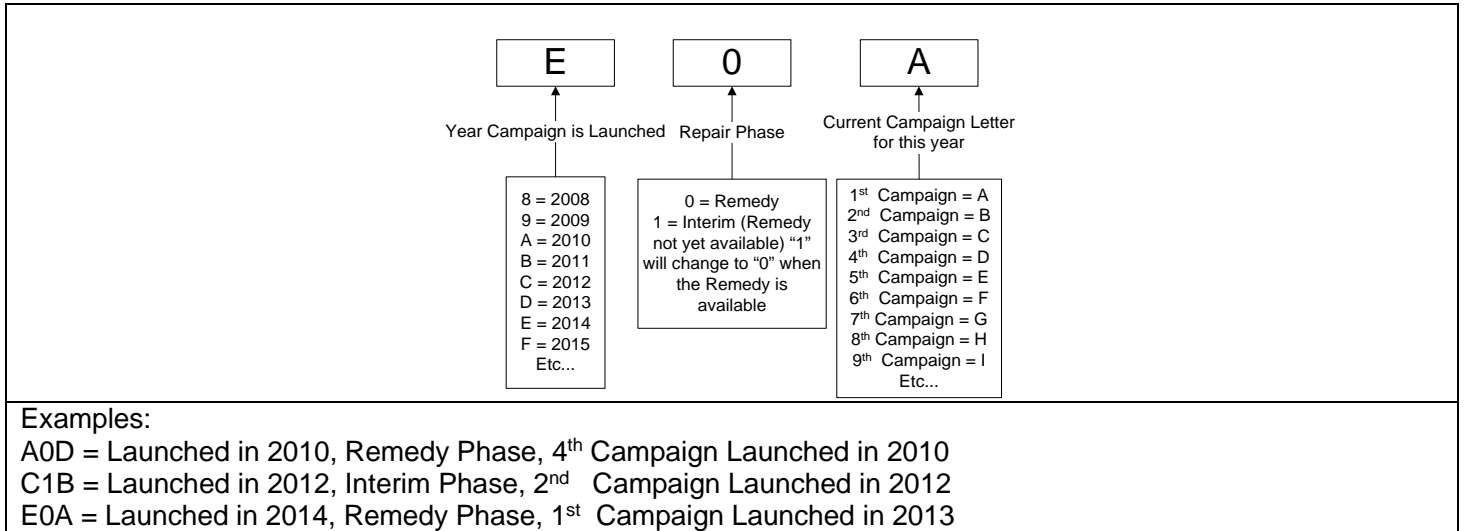 E 0 A
Year Campaign is Launched
Repair Phase
Current Campaign Letter
for this year
8 = 2008
9 = 2009
A = 2010
B = 2011
C = 2012
D = 2013
E = 2014
F = 2015
Etc...
0 = Remedy
1 = Interim (Remedy
not yet available) “1”
will change to “0” when
the Remedy is
available
1st Campaign = A
2nd Campaign = B
3rd Campaign = C
4th Campaign = D
5th Campaign = E
6th Campaign = F
7th Campaign = G
8th Campaign = H
9th Campaign = I
Etc...
Examples:
A0D = Launched in 2010, Remedy Phase, 4th Campaign Launched in 2010
C1B = Launched in 2012, Interim Phase, 2nd Campaign Launched in 2012
E0A = Launched in 2014, Remedy Phase, 1st Campaign Launched in 2013